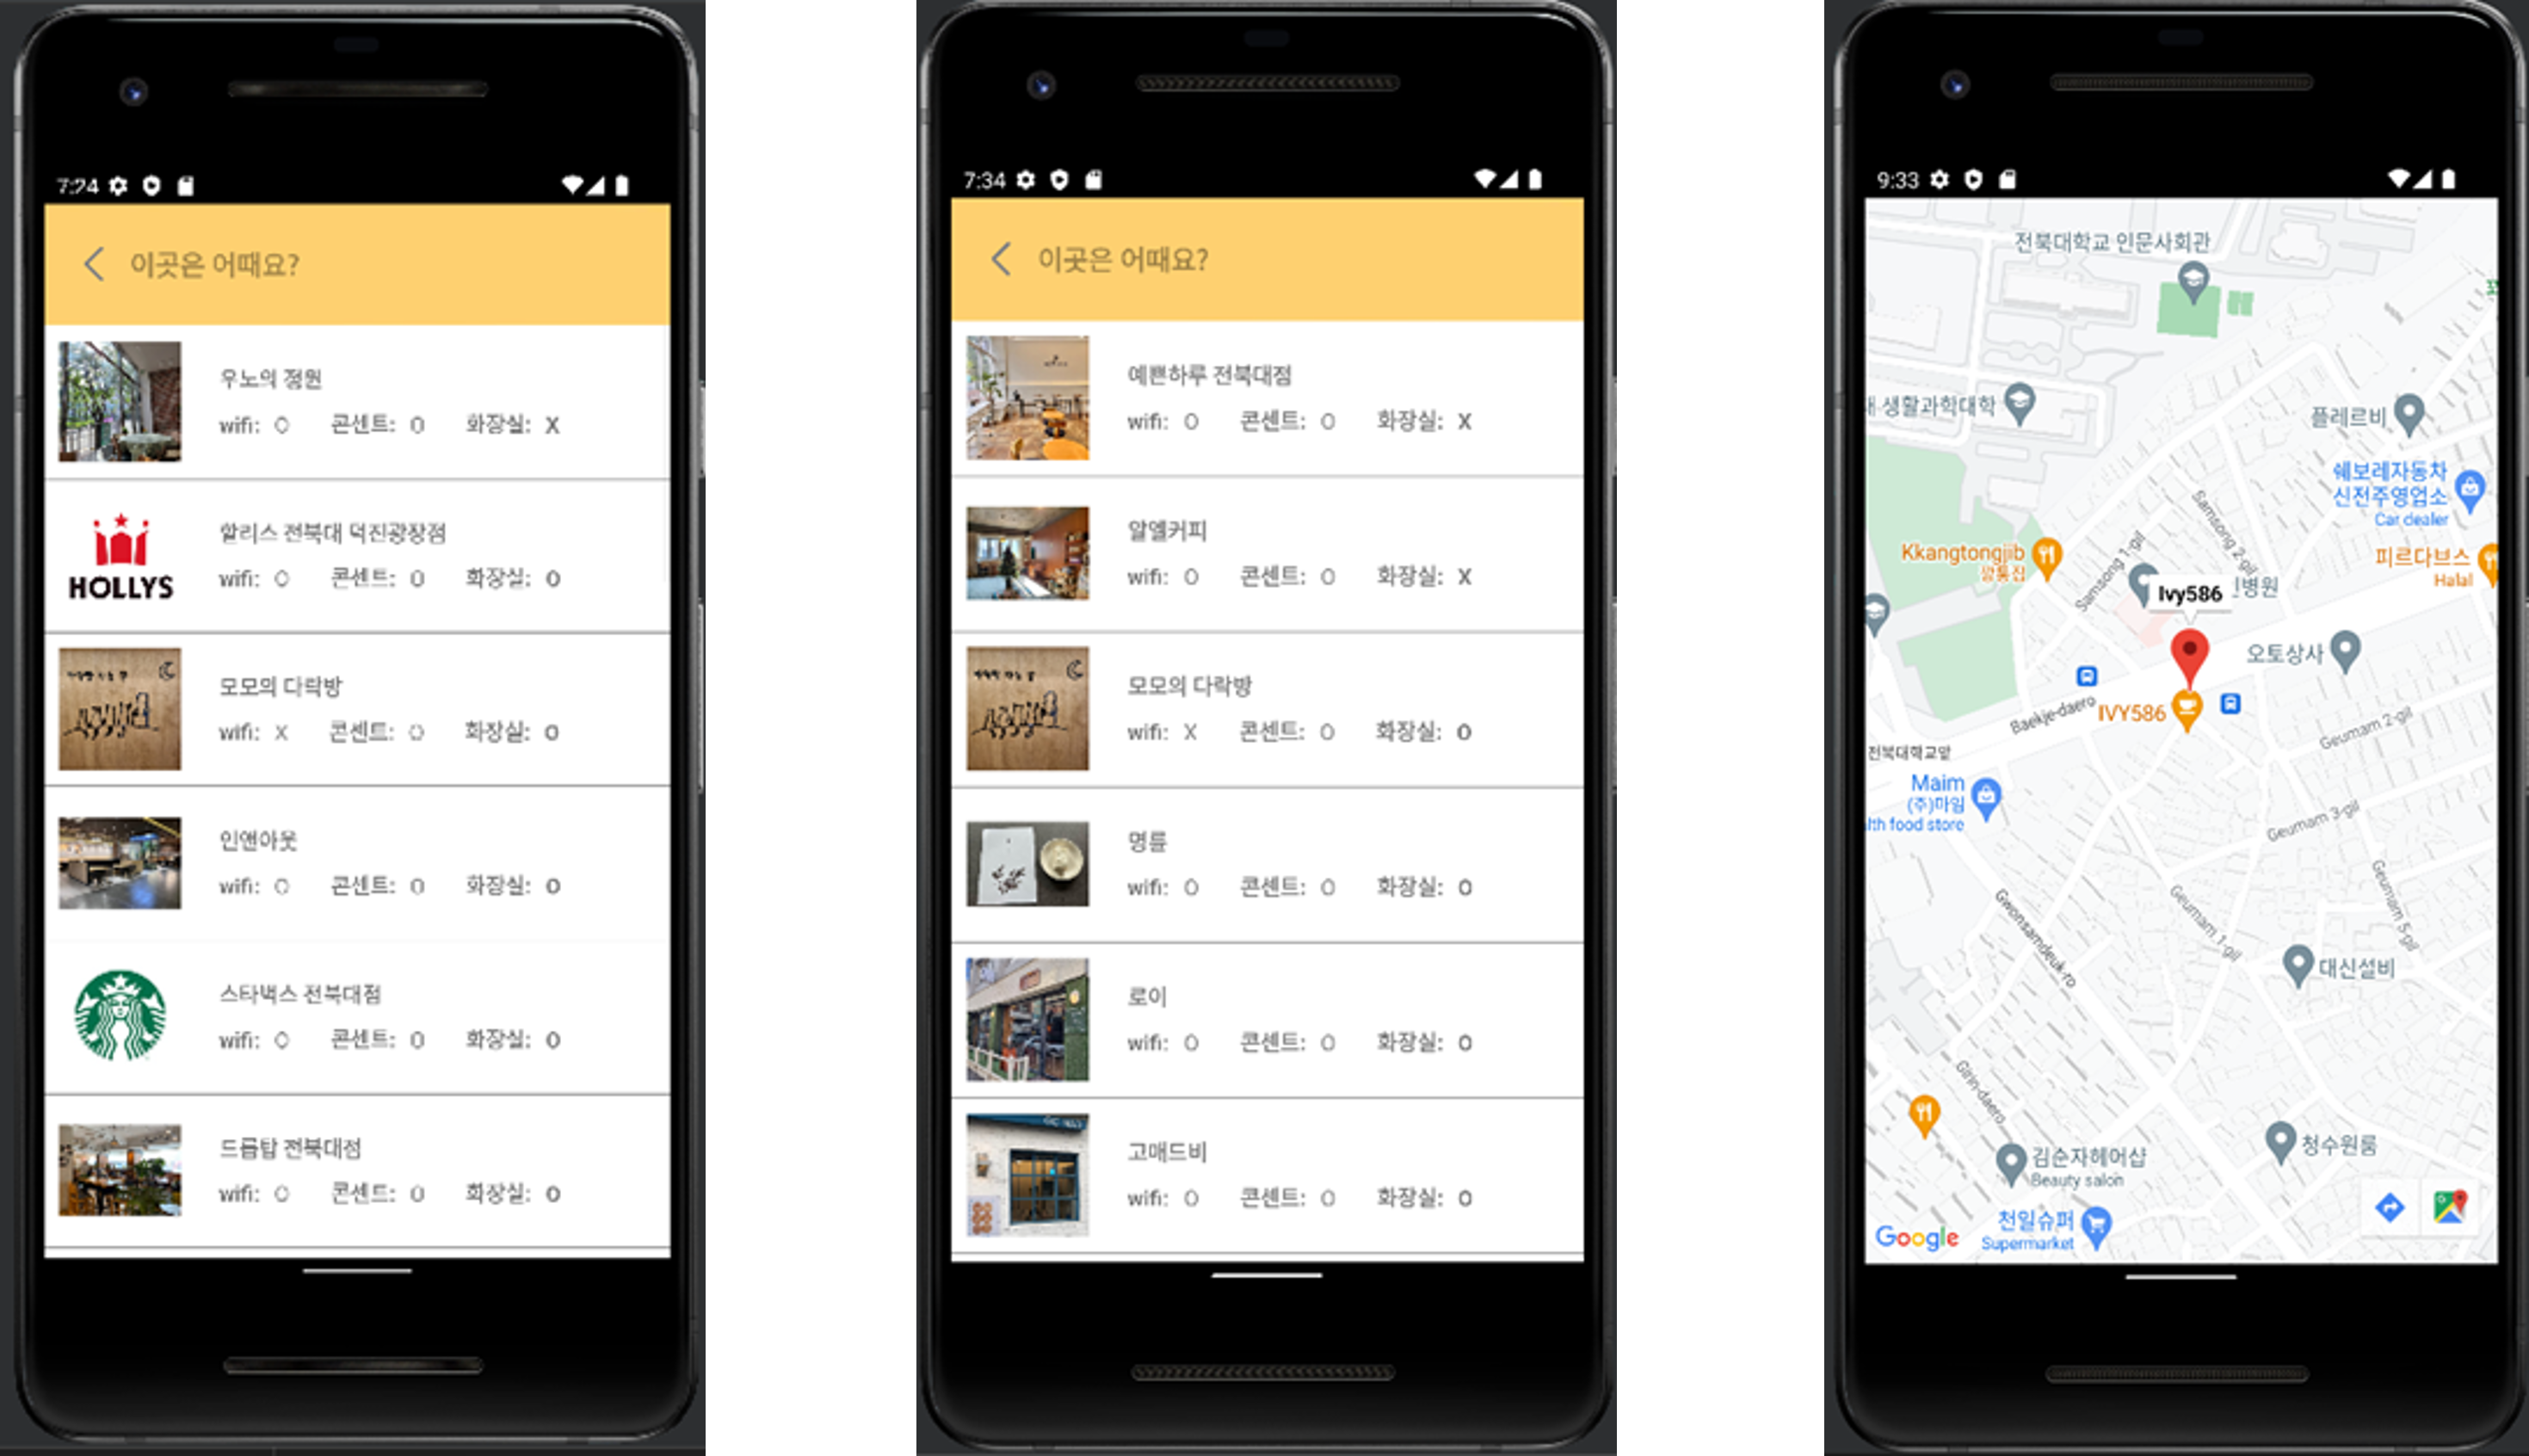 7:24
이곳은 어때요?
우노의 정원
wifi: O 콘센트: O 화장실: X
할리스 전북대 덕진광장점
wifi: O 콘센트: O 화장실: O
HOLLYS
모모의 다락방
wifi: X 콘센트: O 화장실: O
인앤아웃
wifi: O 콘센트: O 화장실: O
스타벅스 전북대점
wifi: O 콘센트: O 화장실: O
드롭탑 전북대점
wifi: O 콘센트: O 화장실: O
7:34
이곳은 어때요?
예쁜하루 전북대점
wifi: O 콘센트: O 화장실: X
알엘커피
wifi: O 콘센트: O 화장실: X
모모의 다락방
wifi: X 콘센트: O 화장실: O
명륜
wifi: O 콘센트: O 화장실: O
로이
wifi: O 콘센트: O 화장실: O
고매드비
wifi: O 콘센트: O 화장실: O
9:33
전북대학교 인문사회관
생활과학대학
플레르비
쉐보레자동차
신전주영업소
Car dealer
Samsong 2-gil
Samsong 1-gil
Kkangtongjib
깡통집
피르다브스
Halal
병원
Ivy586
오토상사
Baekje-daero
IVY586
Geumam 2-gil
전북대학교앞
Maim
(주)마임
lth food store
Geumam 3-gil
Geumam 5-gil
Geumam 1-gil
Gwonsamdeuk-ro
대신설비
Girin-daero
김순자헤어샵
Beauty salon
청수원룸
천일슈퍼
Supermarket
Google